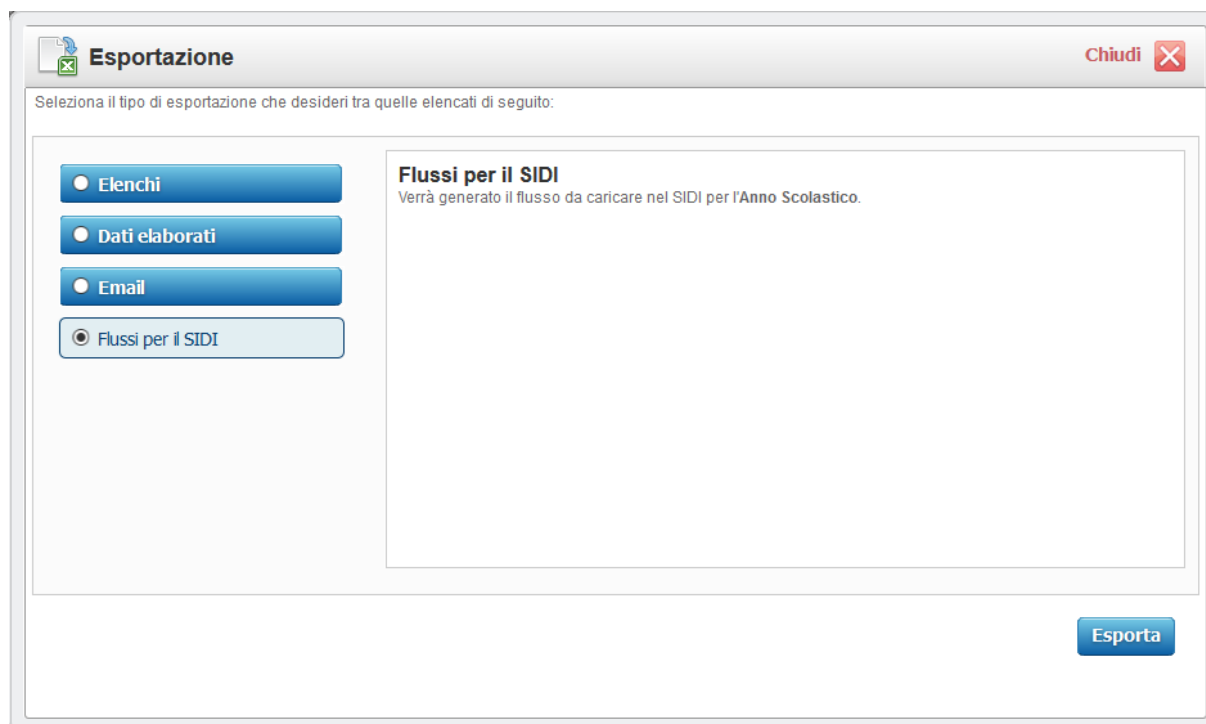 Esportazione
Chiudi
Seleziona il tipo di esportazione che desideri tra quelle elencati di seguito:
Elenchi
Dati elaborati
Email
Flussi per il SIDI
Flussi per il SIDI
Verrà generato il flusso da caricare nel SIDI per l'Anno Scolastico.
Esporta